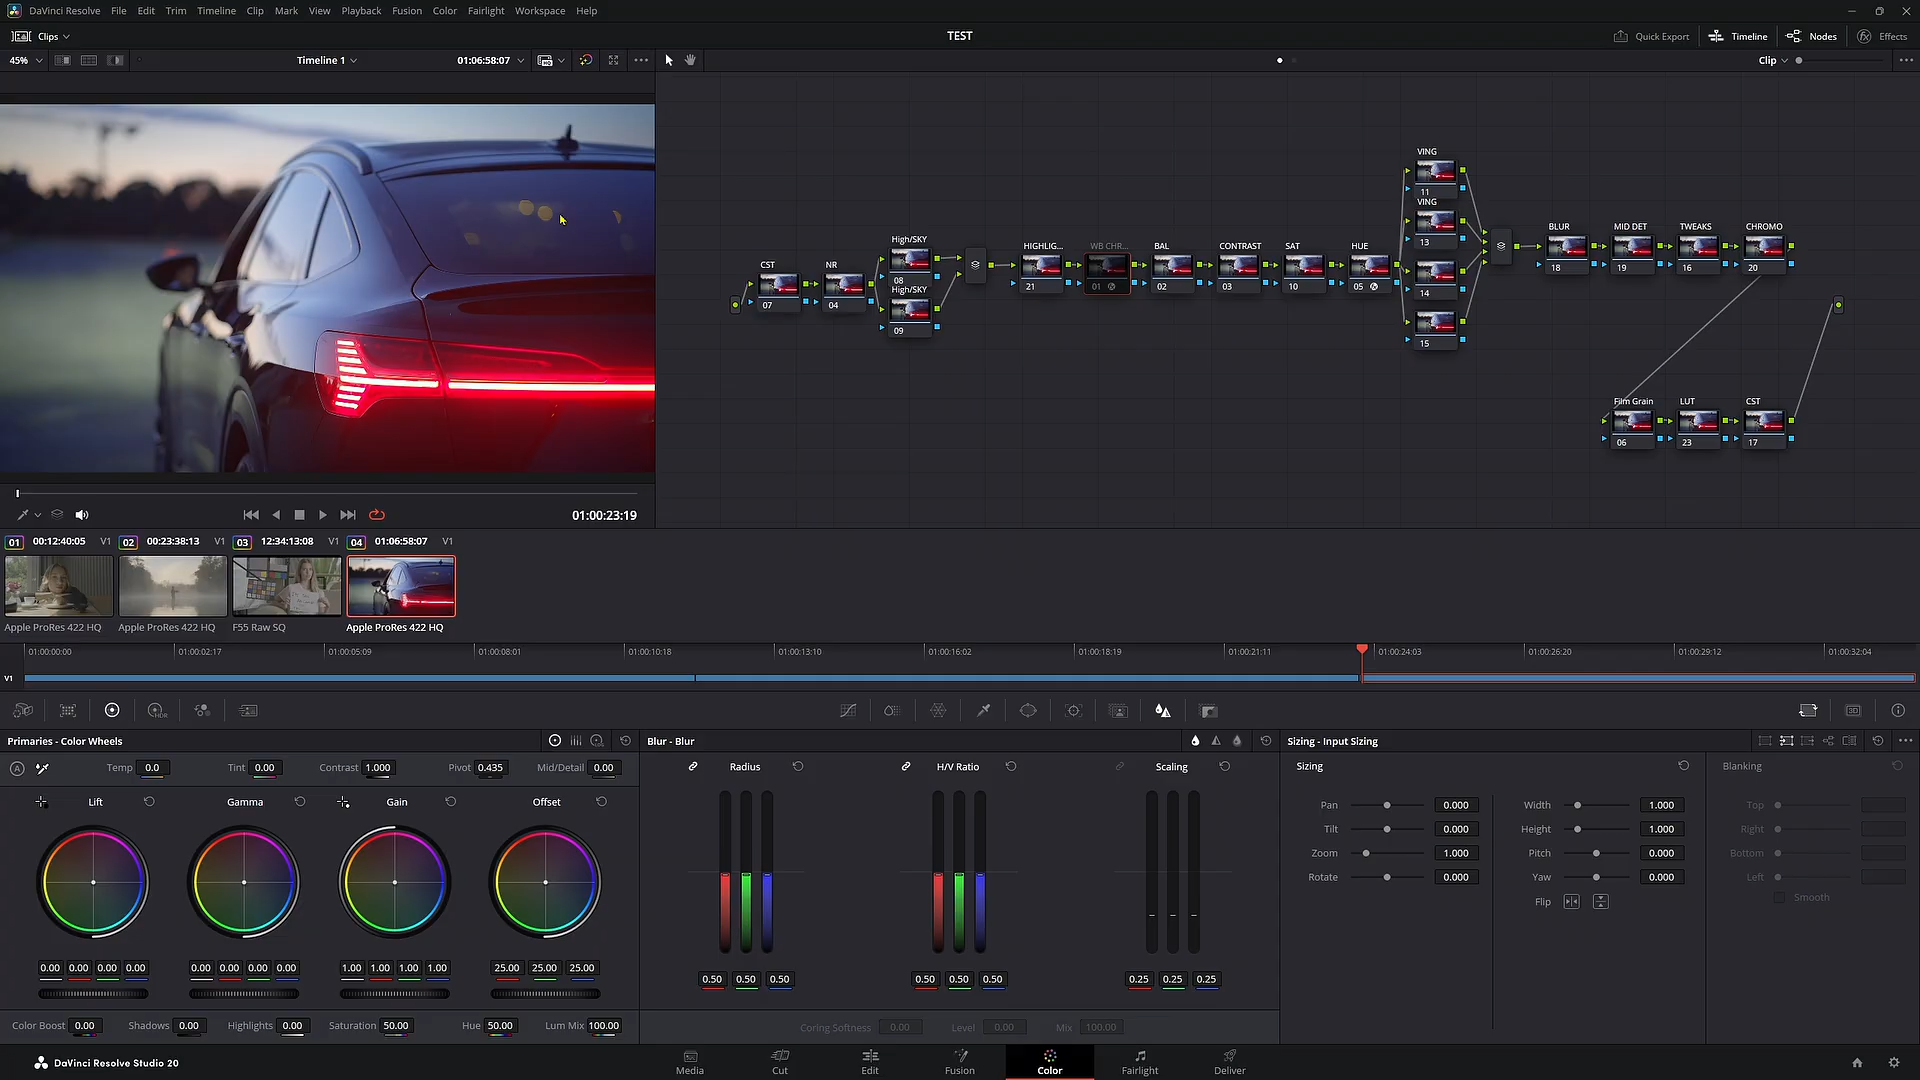 DaVinci Resolve File Edit Trim Timeline Clip Mark View Playback Fusion Color Fairlight Workspace Help
Clips TEST Quick Export Timeline Nodes Effects
45% Timeline 1 01:06:58:07 Clip
VING
11
VING
13
14
15
High/SKY
08
High/SKY
09
CST
07
NR
04
HIGHLIG...
21
WB CHR...
01
BAL
02
CONTRAST
03
SAT
10
HUE
05
BLUR
18
MID DET
19
TWEAKS
16
CHROMO
20
Film Grain
06
LUT
23
CST
17
01:00:23:19
01 00:12:40:05 V1 02 00:23:38:13 V1 03 12:34:13:08 V1 04 01:06:58:07 V1
Apple ProRes 422 HQ Apple ProRes 422 HQ F55 Raw SQ Apple ProRes 422 HQ
01:00:00:00 01:00:02:17 01:00:05:09 01:00:08:01 01:00:10:18 01:00:13:10 01:00:16:02 01:00:18:19 01:00:21:11 01:00:24:03 01:00:26:20 01:00:29:12 01:00:32:04
V1
HDR 3D
Primaries - Color Wheels
A Temp 0.0 Tint 0.00 Contrast 1.000 Pivot 0.435 Mid/Detail 0.00
Lift Gamma Gain Offset
0.00 0.00 0.00 0.00 0.00 0.00 0.00 0.00 1.00 1.00 1.00 1.00 25.00 25.00 25.00
Color Boost 0.00 Shadows 0.00 Highlights 0.00 Saturation 50.00 Hue 50.00 Lum Mix 100.00
Blur - Blur
Radius H/V Ratio Scaling
0.50 0.50 0.50 0.50 0.50 0.50 0.25 0.25 0.25
Coring Softness 0.00 Level 0.00 Mix 100.00
Sizing - Input Sizing
Sizing Blanking
Pan 0.000 Width 1.000 Top
Tilt 0.000 Height 1.000 Right
Zoom 1.000 Pitch 0.000 Bottom
Rotate 0.000 Yaw 0.000 Left
Flip Smooth
DaVinci Resolve Studio 20 Media Cut Edit Fusion Color Fairlight Deliver